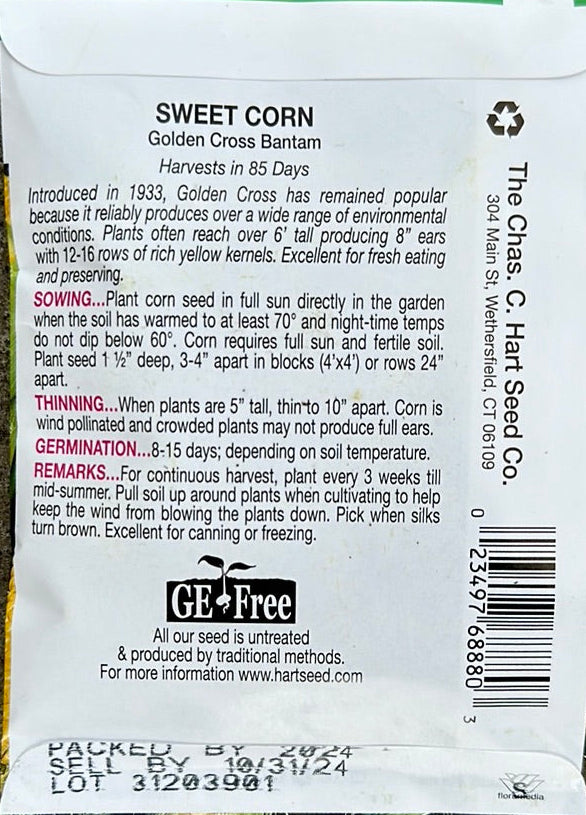 SWEET CORN
Golden Cross Bantam
Harvests in 85 Days
Introduced in 1933, Golden Cross has remained popular
because it reliably produces over a wide range of environmental
conditions. Plants often reach over 6' tall producing 8" ears
with 12-16 rows of rich yellow kernels. Excellent for fresh eating
and preserving.
SOWING...Plant corn seed in full sun directly in the garden
when the soil has warmed to at least 70° and night-time temps
do not dip below 60°. Corn requires full sun and fertile soil.
Plant seed 1 ½" deep, 3-4" apart in blocks (4'x4') or rows 24"
apart.
THINNING...When plants are 5" tall, thin to 10" apart. Corn is
wind pollinated and crowded plants may not produce full ears.
GERMINATION...8-15 days; depending on soil temperature.
REMARKS...For continuous harvest, plant every 3 weeks till
mid-summer. Pull soil up around plants when cultivating to help
keep the wind from blowing the plants down. Pick when silks
turn brown. Excellent for canning or freezing.
GE Free
All our seed is untreated
& produced by traditional methods.
For more information www.hartseed.com
PACKED BY 2024
SELL BY 10/31/24
LOT 31203901
The Chas. C. Hart Seed Co.
304 Main St, Wethersfield, CT 06109
0 23497 68880 3
floramedia